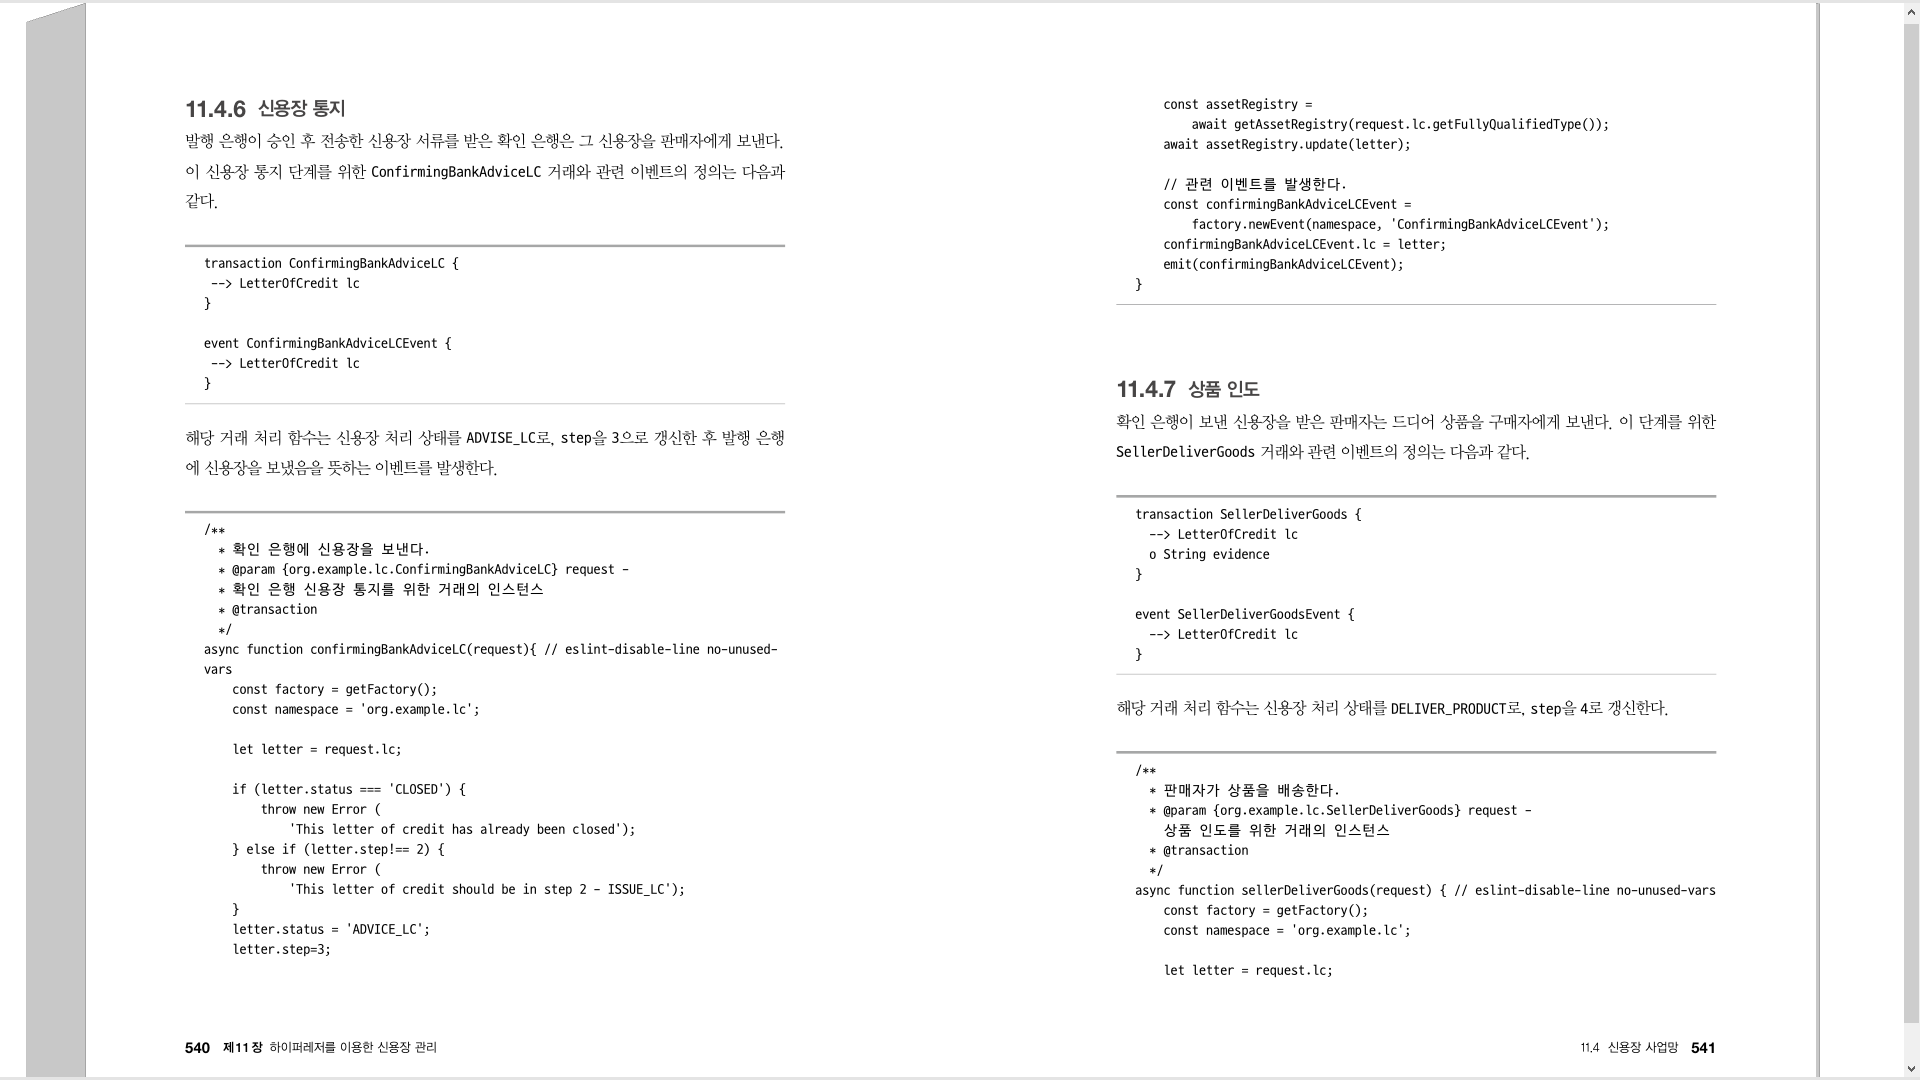 11.4.6 신용장 통지
발행 은행이 승인 후 전송한 신용장 서류를 받은 확인 은행은 그 신용장을 판매자에게 보낸다.
이 신용장 통지 단계를 위한 ConfirmingBankAdviceLC 거래와 관련 이벤트의 정의는 다음과
같다.
transaction ConfirmingBankAdviceLC {
 --> LetterOfCredit lc
}
event ConfirmingBankAdviceLCEvent {
 --> LetterOfCredit lc
}
해당 거래 처리 함수는 신용장 처리 상태를 ADVISE_LC로, step을 3으로 갱신한 후 발행 은행
에 신용장을 보냈음을 뜻하는 이벤트를 발생한다.
/**
  * 확인 은행에 신용장을 보낸다.
  * @param {org.example.lc.ConfirmingBankAdviceLC} request -
  * 확인 은행 신용장 통지를 위한 거래의 인스턴스
  * @transaction
  */
async function confirmingBankAdviceLC(request){ // eslint-disable-line no-unused-
vars
    const factory = getFactory();
    const namespace = 'org.example.lc';
    let letter = request.lc;
    if (letter.status === 'CLOSED') {
        throw new Error (
            'This letter of credit has already been closed');
    } else if (letter.step!== 2) {
        throw new Error (
            'This letter of credit should be in step 2 - ISSUE_LC');
    }
    letter.status = 'ADVICE_LC';
    letter.step=3;
540 제11장 하이퍼레저를 이용한 신용장 관리
    const assetRegistry =
        await getAssetRegistry(request.lc.getFullyQualifiedType());
    await assetRegistry.update(letter);
    // 관련 이벤트를 발생한다.
    const confirmingBankAdviceLCEvent =
        factory.newEvent(namespace, 'ConfirmingBankAdviceLCEvent');
    confirmingBankAdviceLCEvent.lc = letter;
    emit(confirmingBankAdviceLCEvent);
}
11.4.7 상품 인도
확인 은행이 보낸 신용장을 받은 판매자는 드디어 상품을 구매자에게 보낸다. 이 단계를 위한
SellerDeliverGoods 거래와 관련 이벤트의 정의는 다음과 같다.
transaction SellerDeliverGoods {
  --> LetterOfCredit lc
  o String evidence
}
event SellerDeliverGoodsEvent {
  --> LetterOfCredit lc
}
해당 거래 처리 함수는 신용장 처리 상태를 DELIVER_PRODUCT로, step을 4로 갱신한다.
/**
  * 판매자가 상품을 배송한다.
  * @param {org.example.lc.SellerDeliverGoods} request -
    상품 인도를 위한 거래의 인스턴스
  * @transaction
  */
async function sellerDeliverGoods(request) { // eslint-disable-line no-unused-vars
    const factory = getFactory();
    const namespace = 'org.example.lc';
    let letter = request.lc;
11.4 신용장 사업망 541